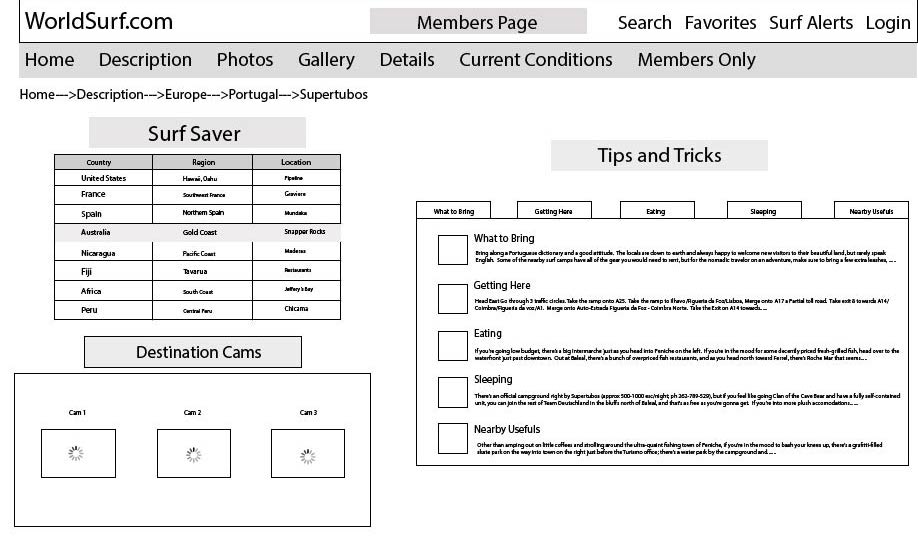 WorldSurf.com
Members Page
Search Favorites Surf Alerts Login
Home Description Photos Gallery Details Current Conditions Members Only
Home--->Description--->Europe--->Portugal--->Supertubos
Surf Saver
Country Region Location
United States Hawaii, Oahu Pipeline
France Southwest France Graviere
Spain Northern Spain Mundaka
Australia Gold Coast Snapper Rocks
Nicaragua Pacific Coast Maderas
Fiji Tavarua Restaurants
Africa South Coast Jeffery's Bay
Peru Central Peru Chicama
Destination Cams
Cam 1 Cam 2 Cam 3
Tips and Tricks
What to Bring Getting Here Eating Sleeping Nearby Usefuls
What to Bring
Bring along a Portuguese dictionary and a good attitude. The locals are down to earth and always happy to welcome new visitors to their beautiful land, but rarely speak
English. Some of the nearby surf camps have all of the gear you would need to rent, but for the nomadic travelor on an adventure, make sure to bring a few extra leashes, .....
Getting Here
Head East Go through 3 traffic circles. Take the ramp onto A25. Take the ramp to Ilhavo/Figueria da Foz/Lisboa, Merge onto A17 a Partial toll road. Take exit 8 towards A14/
Coimbra/Figueria da voz/A1. Merge onto Auto-Estrada Figueria da Foz - Coimbra Norte. Take the Exit on A14 towards.....
Eating
If you're going low budget, there's a big Intermarche just as you head into Peniche on the left. If you're in the mood for some decently priced fresh-grilled fish, head over to the
waterfront just past downtown. Out at Baleal, there's a bunch of overpriced fish restaurants, and as you head north toward Ferrel, there's Roche Mar that seems.....
Sleeping
There's an official campground right by Supertubos (approx 500-1000 esc/night; ph 262-789-529), but if you feel like going Clan of the Cave Bear and have a fully self-contained
unit, you can join the rest of Team Deutschland in the bluffs north of Baleal, and that's as free as you're gonna get. If you're into more plush accomodations.....
Nearby Usefuls
Other than amping out on little coffees and strolling around the ultra-quaint fishing town of Peniche, if you're in the mood to bash your knees up, there's a grafitti-filled
skate park on the way into town on the right just before the Turismo office; there's a water park by the campground and.....